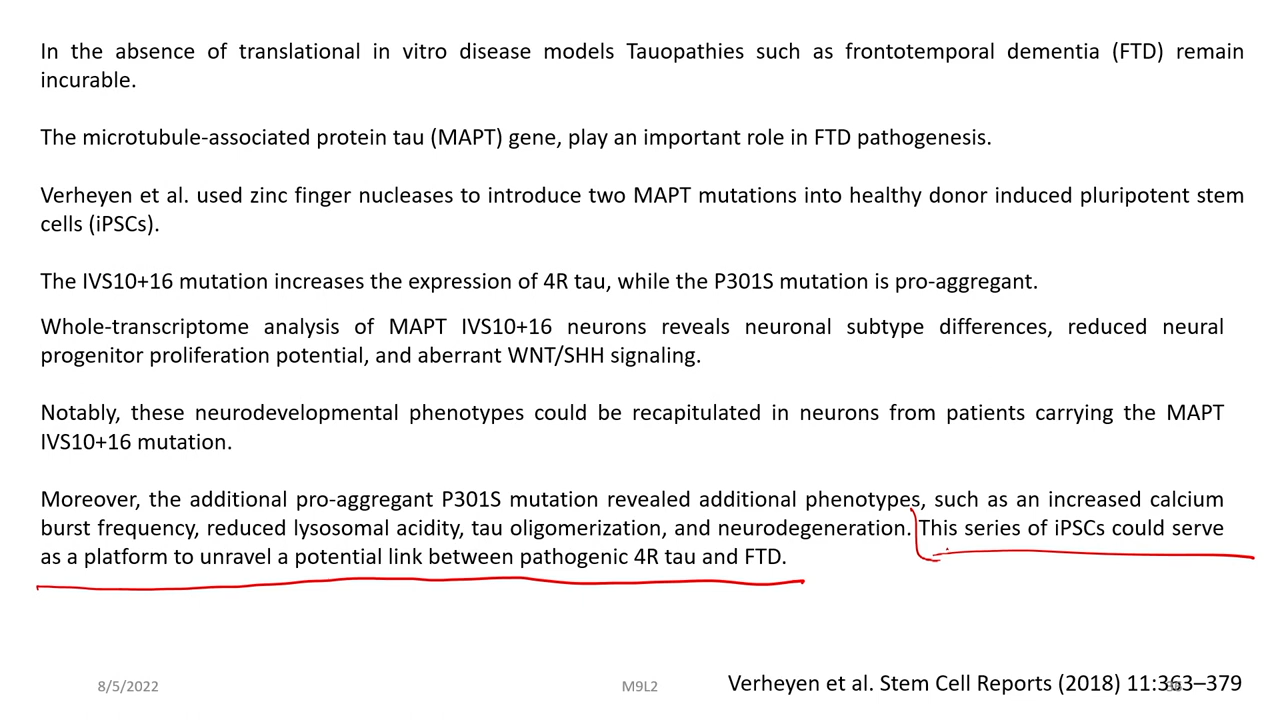 In the absence of translational in vitro disease models Tauopathies such as frontotemporal dementia (FTD) remain
incurable.
The microtubule-associated protein tau (MAPT) gene, play an important role in FTD pathogenesis.
Verheyen et al. used zinc finger nucleases to introduce two MAPT mutations into healthy donor induced pluripotent stem
cells (iPSCs).
The IVS10+16 mutation increases the expression of 4R tau, while the P301S mutation is pro-aggregant.
Whole-transcriptome analysis of MAPT IVS10+16 neurons reveals neuronal subtype differences, reduced neural
progenitor proliferation potential, and aberrant WNT/SHH signaling.
Notably, these neurodevelopmental phenotypes could be recapitulated in neurons from patients carrying the MAPT
IVS10+16 mutation.
Moreover, the additional pro-aggregant P301S mutation revealed additional phenotypes, such as an increased calcium
burst frequency, reduced lysosomal acidity, tau oligomerization, and neurodegeneration. This series of iPSCs could serve
as a platform to unravel a potential link between pathogenic 4R tau and FTD.
8/5/2022
M9L2
Verheyen et al. Stem Cell Reports (2018) 11:363–379